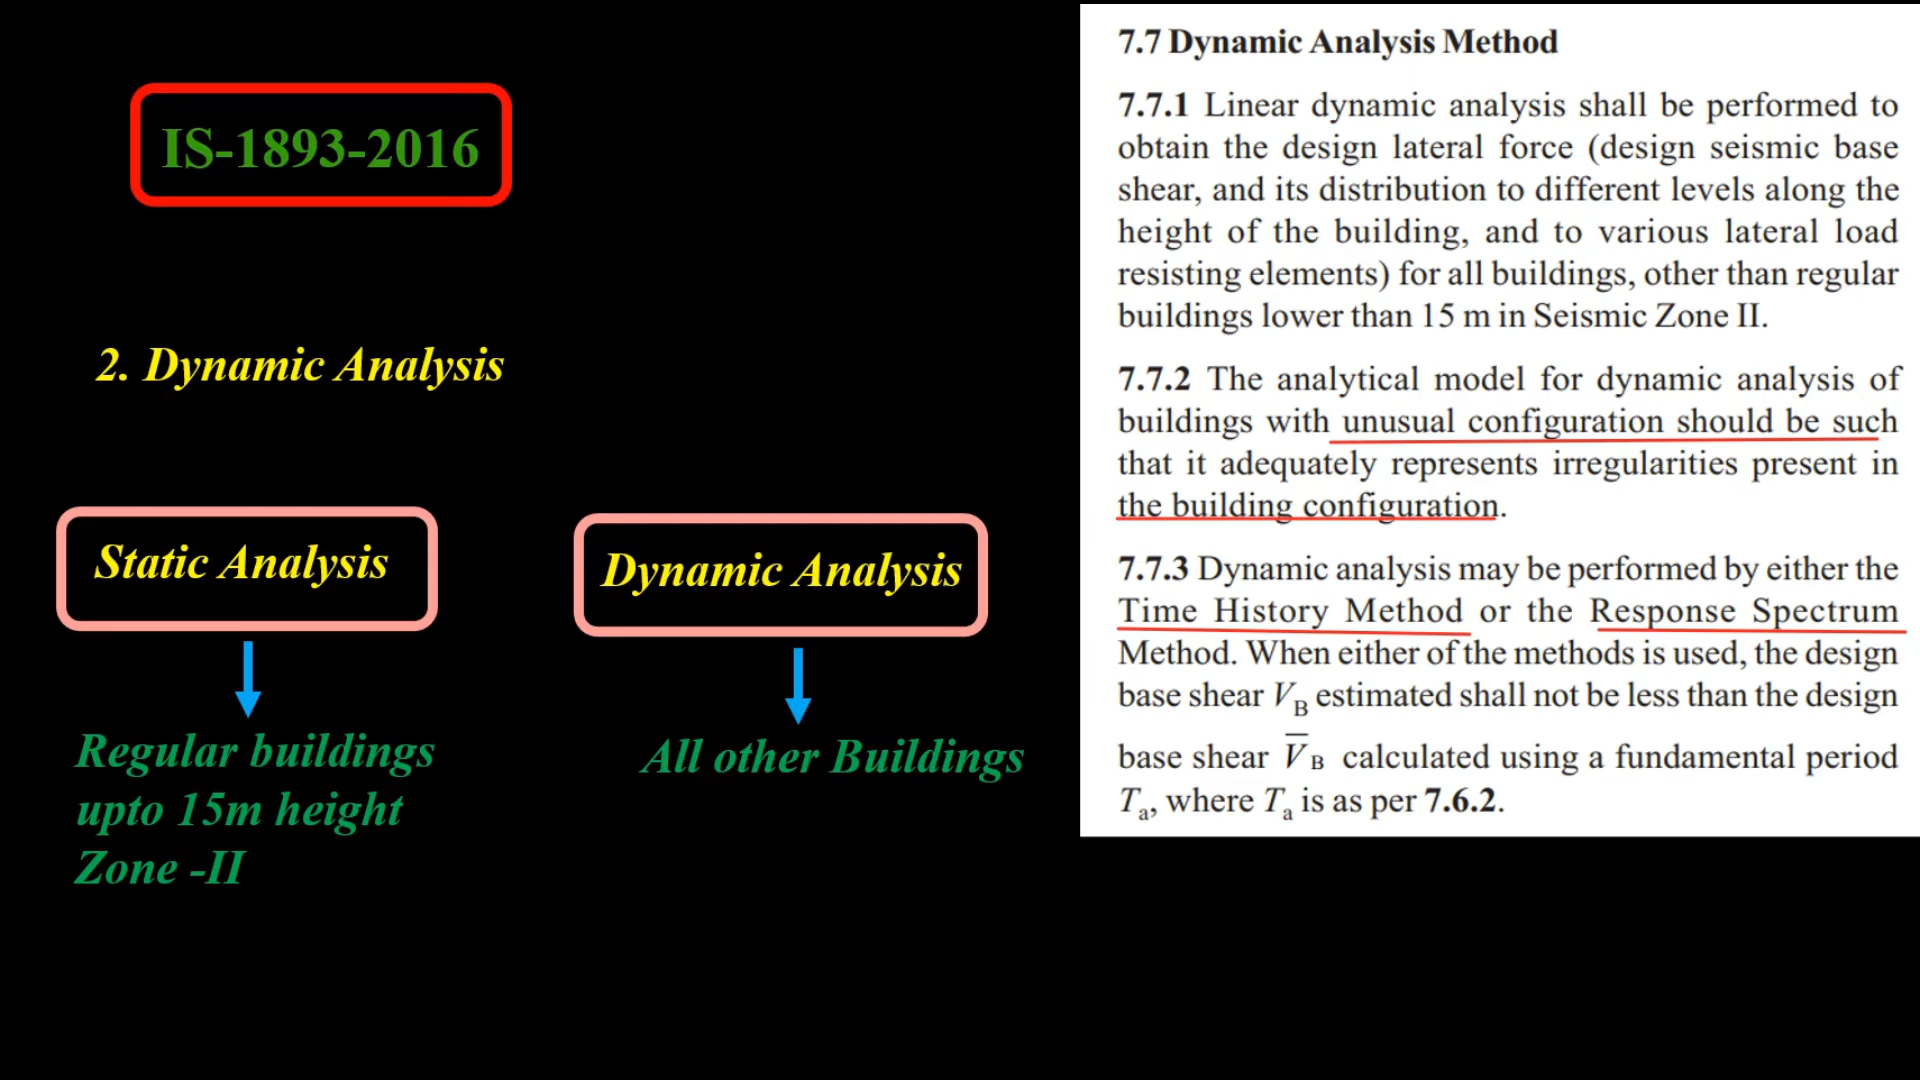 IS-1893-2016
2. Dynamic Analysis
Static Analysis
Dynamic Analysis
Regular buildings
upto 15m height
Zone -II
All other Buildings
7.7 Dynamic Analysis Method
7.7.1 Linear dynamic analysis shall be performed to
obtain the design lateral force (design seismic base
shear, and its distribution to different levels along the
height of the building, and to various lateral load
resisting elements) for all buildings, other than regular
buildings lower than 15 m in Seismic Zone II.
7.7.2 The analytical model for dynamic analysis of
buildings with unusual configuration should be such
that it adequately represents irregularities present in
the building configuration.
7.7.3 Dynamic analysis may be performed by either the
Time History Method or the Response Spectrum
Method. When either of the methods is used, the design
base shear V_B estimated shall not be less than the design
base shear V̅_B calculated using a fundamental period
T_a, where T_a is as per 7.6.2.